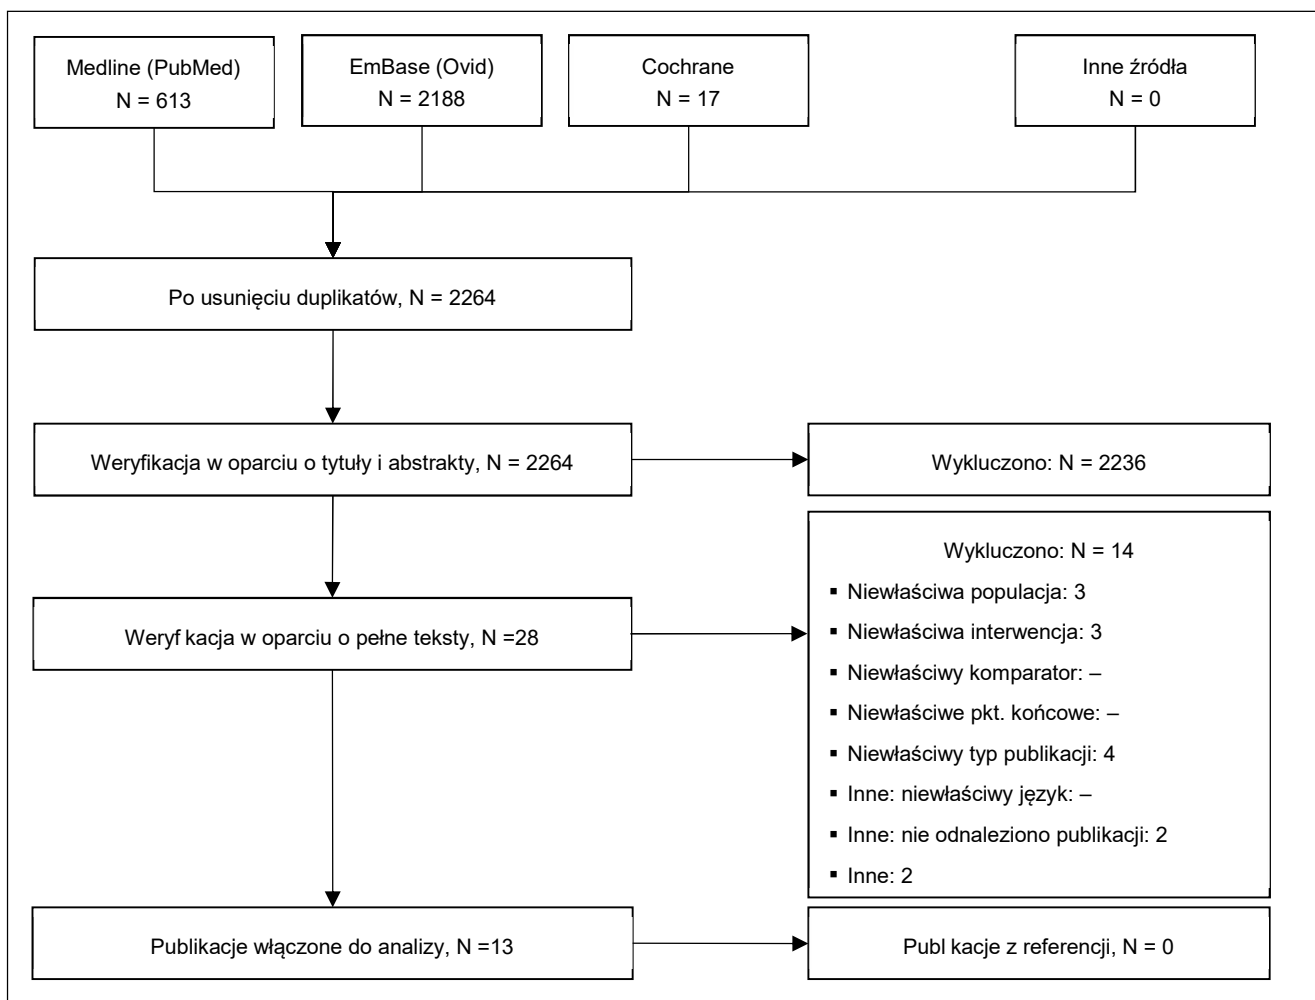 Medline (PubMed)
N = 613
EmBase (Ovid)
N = 2188
Cochrane
N = 17
Inne źródła
N = 0
Po usunięciu duplikatów, N = 2264
Weryfikacja w oparciu o tytuły i abstrakty, N = 2264
Wykluczono: N = 2236
Weryf kacja w oparciu o pełne teksty, N =28
Wykluczono: N = 14
▪ Niewłaściwa populacja: 3
▪ Niewłaściwa interwencja: 3
▪ Niewłaściwy komparator: –
▪ Niewłaściwe pkt. końcowe: –
▪ Niewłaściwy typ publikacji: 4
▪ Inne: niewłaściwy język: –
▪ Inne: nie odnaleziono publikacji: 2
▪ Inne: 2
Publikacje włączone do analizy, N =13
Publ kacje z referencji, N = 0